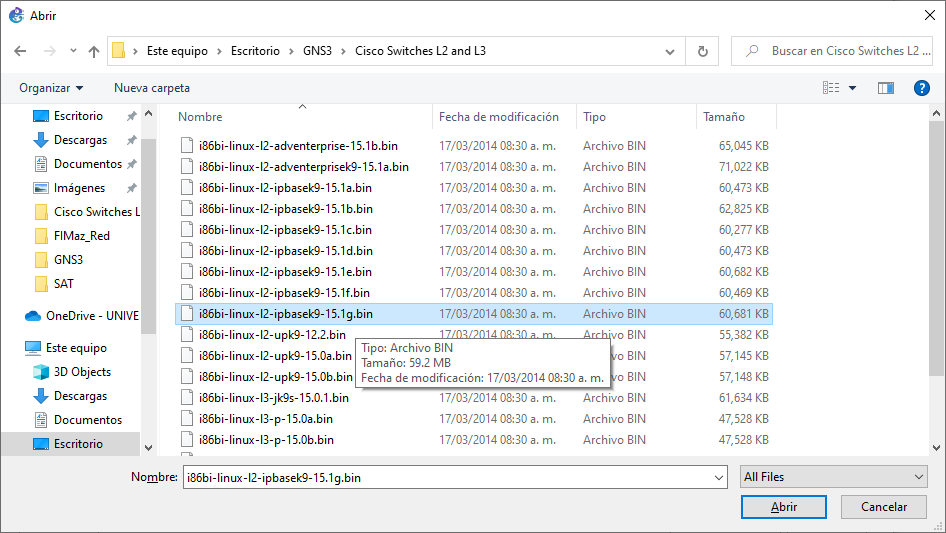 Abrir
Este equipo > Escritorio > GNS3 > Cisco Switches L2 and L3
Buscar en Cisco Switches L2 ...
Organizar
Nueva carpeta
Escritorio
Descargas
Documentos
Imágenes
Cisco Switches L
FIMaz_Red
GNS3
SAT
OneDrive - UNIVE
Este equipo
3D Objects
Descargas
Documentos
Escritorio
Nombre Fecha de modificación Tipo Tamaño
i86bi-linux-l2-adventerprise-15.1b.bin 17/03/2014 08:30 a. m. Archivo BIN 65,045 KB
i86bi-linux-l2-adventerprisek9-15.1a.bin 17/03/2014 08:30 a. m. Archivo BIN 71,022 KB
i86bi-linux-l2-ipbasek9-15.1a.bin 17/03/2014 08:30 a. m. Archivo BIN 60,473 KB
i86bi-linux-l2-ipbasek9-15.1b.bin 17/03/2014 08:30 a. m. Archivo BIN 62,825 KB
i86bi-linux-l2-ipbasek9-15.1c.bin 17/03/2014 08:30 a. m. Archivo BIN 60,277 KB
i86bi-linux-l2-ipbasek9-15.1d.bin 17/03/2014 08:30 a. m. Archivo BIN 60,473 KB
i86bi-linux-l2-ipbasek9-15.1e.bin 17/03/2014 08:30 a. m. Archivo BIN 60,682 KB
i86bi-linux-l2-ipbasek9-15.1f.bin 17/03/2014 08:30 a. m. Archivo BIN 60,469 KB
i86bi-linux-l2-ipbasek9-15.1g.bin 17/03/2014 08:30 a. m. Archivo BIN 60,681 KB
i86bi-linux-l2-upk9-12.2.bin 17/03/2014 08:30 a. m. Archivo BIN 55,382 KB
i86bi-linux-l2-upk9-15.0a.bin 57,145 KB
i86bi-linux-l2-upk9-15.0b.bin 57,148 KB
i86bi-linux-l3-jk9s-15.0.1.bin 17/03/2014 08:30 a. m. Archivo BIN 61,634 KB
i86bi-linux-l3-p-15.0a.bin 17/03/2014 08:30 a. m. Archivo BIN 47,528 KB
i86bi-linux-l3-p-15.0b.bin 17/03/2014 08:30 a. m. Archivo BIN 47,528 KB
Tipo: Archivo BIN
Tamaño: 59.2 MB
Fecha de modificación: 17/03/2014 08:30 a. m.
Nombre: i86bi-linux-l2-ipbasek9-15.1g.bin
All Files
Abrir
Cancelar